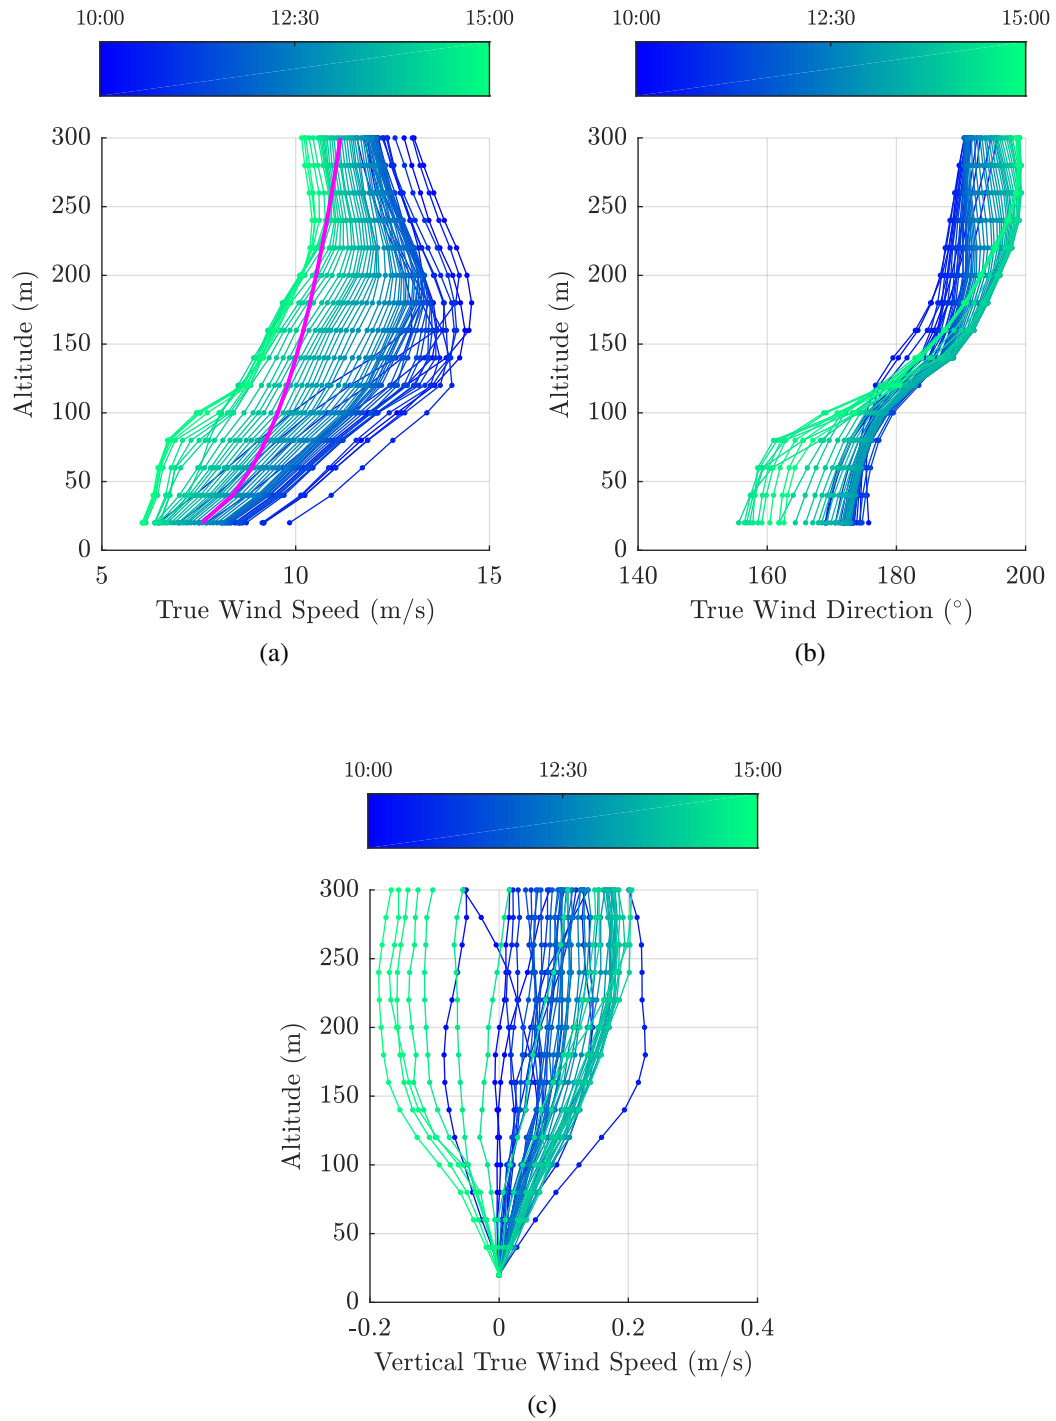 10:00 12:30 15:00
10:00 12:30 15:00
300
250
200
150
100
50
0
Altitude (m)
5 10 15
True Wind Speed (m/s)
(a)
300
250
200
150
100
50
0
Altitude (m)
140 160 180 200
True Wind Direction (°)
(b)
10:00 12:30 15:00
300
250
200
150
100
50
0
Altitude (m)
-0.2 0 0.2 0.4
Vertical True Wind Speed (m/s)
(c)